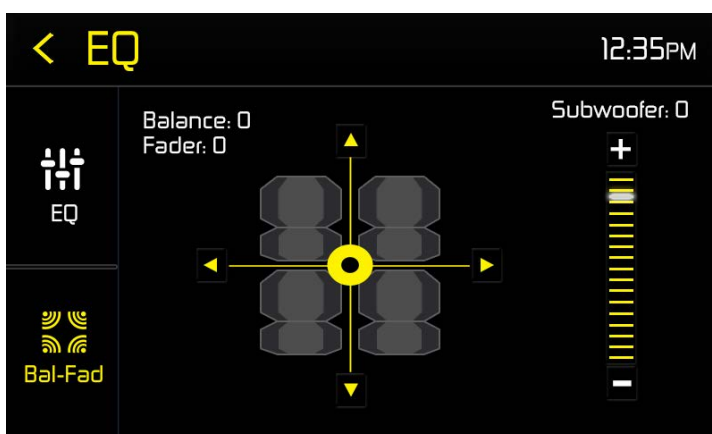 EQ
12:35PM
Balance: 0
Fader: 0
Subwoofer: 0
EQ
Bal-Fad